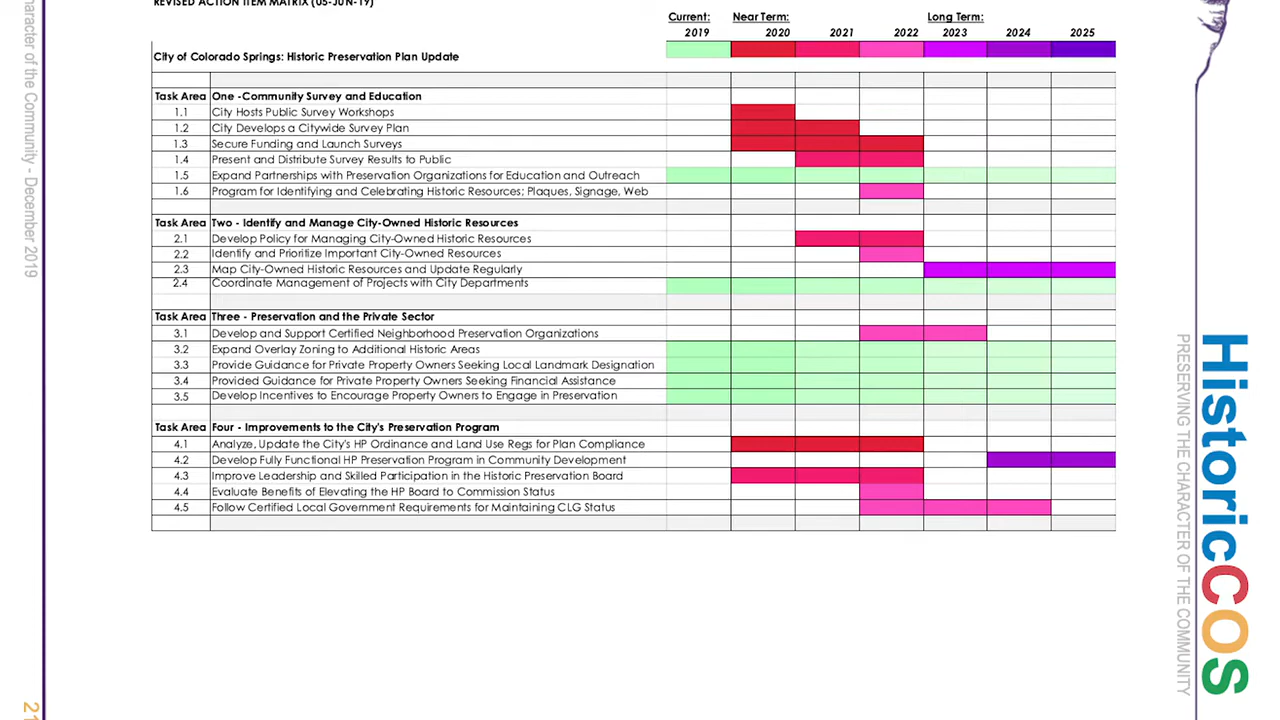 REVISED ACTION ITEM MATRIX (05-JUN-19)
Current: Near Term: Long Term:
2019 2020 2021 2022 2023 2024 2025
City of Colorado Springs: Historic Preservation Plan Update
Task Area One -Community Survey and Education
1.1 City Hosts Public Survey Workshops
1.2 City Develops a Citywide Survey Plan
1.3 Secure Funding and Launch Surveys
1.4 Present and Distribute Survey Results to Public
1.5 Expand Partnerships with Preservation Organizations for Education and Outreach
1.6 Program for Identifying and Celebrating Historic Resources; Plaques, Signage, Web
Task Area Two - Identify and Manage City-Owned Historic Resources
2.1 Develop Policy for Managing City-Owned Historic Resources
2.2 Identify and Prioritize Important City-Owned Resources
2.3 Map City-Owned Historic Resources and Update Regularly
2.4 Coordinate Management of Projects with City Departments
Task Area Three - Preservation and the Private Sector
3.1 Develop and Support Certified Neighborhood Preservation Organizations
3.2 Expand Overlay Zoning to Additional Historic Areas
3.3 Provide Guidance for Private Property Owners Seeking Local Landmark Designation
3.4 Provided Guidance for Private Property Owners Seeking Financial Assistance
3.5 Develop Incentives to Encourage Property Owners to Engage in Preservation
Task Area Four - Improvements to the City's Preservation Program
4.1 Analyze, Update the City's HP Ordinance and Land Use Regs for Plan Compliance
4.2 Develop Fully Functional HP Preservation Program in Community Development
4.3 Improve Leadership and Skilled Participation in the Historic Preservation Board
4.4 Evaluate Benefits of Elevating the HP Board to Commission Status
4.5 Follow Certified Local Government Requirements for Maintaining CLG Status
HistoricCOS
PRESERVING THE CHARACTER OF THE COMMUNITY
haracter of the Community - December 2019
21